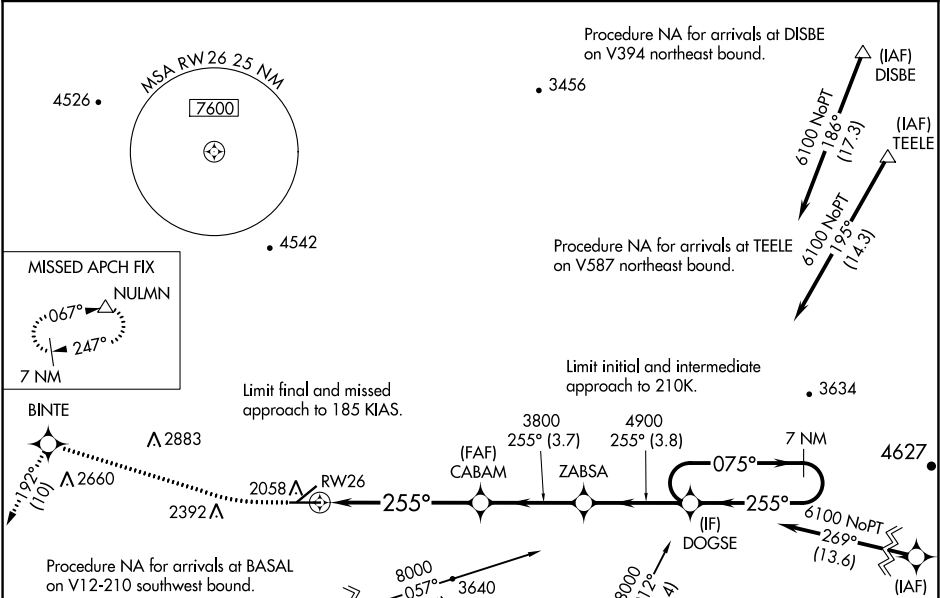 Procedure NA for arrivals at DISBE
on V394 northeast bound.
(IAF)
DISBE
MSA RW26 25 NM
7600
4526
3456
6100 NoPT
186°
(17.3)
(IAF)
TEELE
6100 NoPT
195°
(14.3)
4542
Procedure NA for arrivals at TEELE
on V587 northeast bound.
MISSED APCH FIX
NULMN
067°
247°
7 NM
Limit final and missed
approach to 185 KIAS.
Limit initial and intermediate
approach to 210K.
3634
BINTE
2883
2660
192°
(10)
2392
2058
RW26
255°
(FAF)
CABAM
3800
255° (3.7)
ZABSA
4900
255° (3.8)
7 NM
075°
255°
(IF)
DOGSE
4627
6100 NoPT
269°
(13.6)
(IAF)
Procedure NA for arrivals at BASAL
on V12-210 southwest bound.
8000
057°
3640
8000
12°
4)